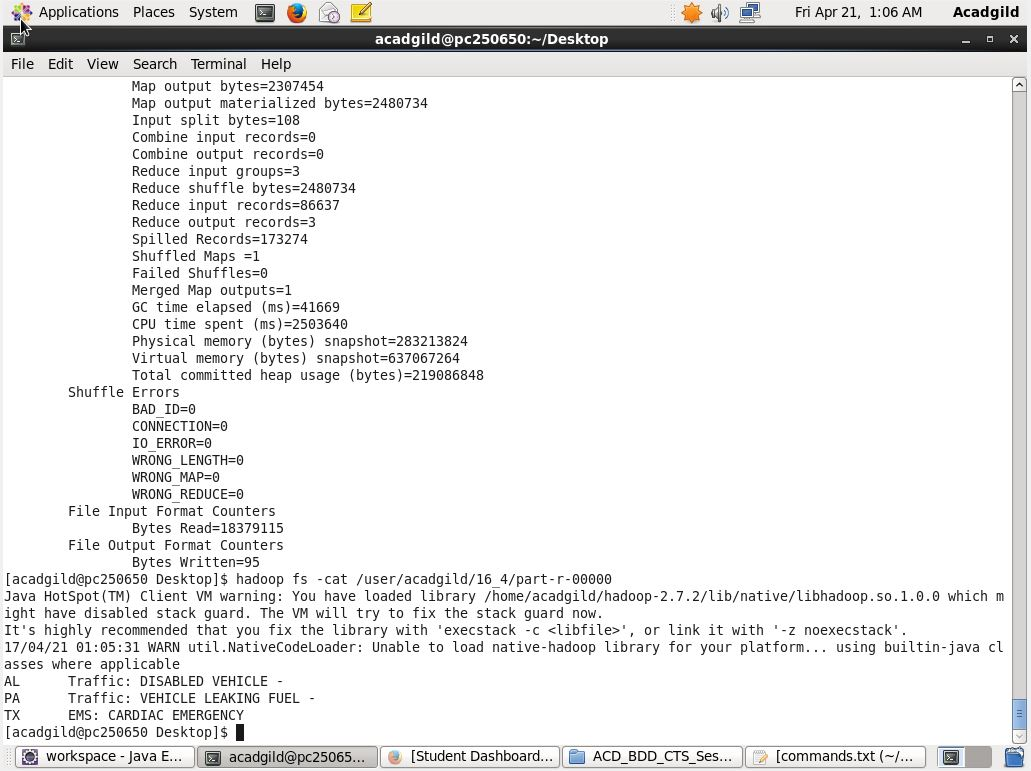 Applications Places System Fri Apr 21, 1:06 AM Acadgild
acadgild@pc250650:~/Desktop
File Edit View Search Terminal Help
Map output bytes=2307454
Map output materialized bytes=2480734
Input split bytes=108
Combine input records=0
Combine output records=0
Reduce input groups=3
Reduce shuffle bytes=2480734
Reduce input records=86637
Reduce output records=3
Spilled Records=173274
Shuffled Maps =1
Failed Shuffles=0
Merged Map outputs=1
GC time elapsed (ms)=41669
CPU time spent (ms)=2503640
Physical memory (bytes) snapshot=283213824
Virtual memory (bytes) snapshot=637067264
Total committed heap usage (bytes)=219086848
Shuffle Errors
BAD_ID=0
CONNECTION=0
IO_ERROR=0
WRONG_LENGTH=0
WRONG_MAP=0
WRONG_REDUCE=0
File Input Format Counters
Bytes Read=18379115
File Output Format Counters
Bytes Written=95
[acadgild@pc250650 Desktop]$ hadoop fs -cat /user/acadgild/16_4/part-r-00000
Java HotSpot(TM) Client VM warning: You have loaded library /home/acadgild/hadoop-2.7.2/lib/native/libhadoop.so.1.0.0 which m
ight have disabled stack guard. The VM will try to fix the stack guard now.
It's highly recommended that you fix the library with 'execstack -c <libfile>', or link it with '-z noexecstack'.
17/04/21 01:05:31 WARN util.NativeCodeLoader: Unable to load native-hadoop library for your platform... using builtin-java cl
asses where applicable
AL Traffic: DISABLED VEHICLE -
PA Traffic: VEHICLE LEAKING FUEL -
TX EMS: CARDIAC EMERGENCY
[acadgild@pc250650 Desktop]$
workspace - Java E... acadgild@pc25065... [Student Dashboard... ACD_BDD_CTS_Ses... [commands.txt (~/...